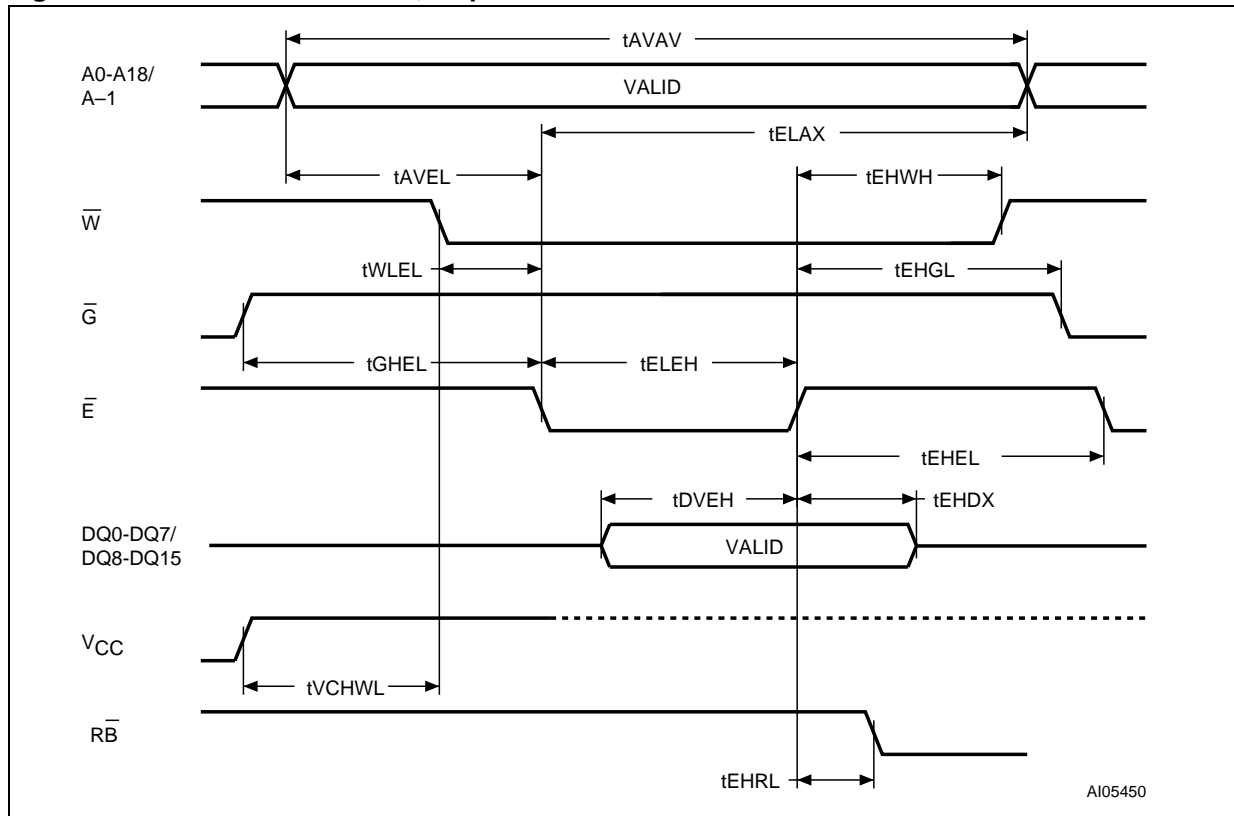 tAVAV
A0-A18/
A–1
VALID
tELAX
tAVEL
tEHWH
W̅
tWLEL
tEHGL
G̅
tGHEL
tELEH
E̅
tEHEL
tDVEH
tEHDX
DQ0-DQ7/
DQ8-DQ15
VALID
VCC
tVCHWL
RB̅
tEHRL
AI05450